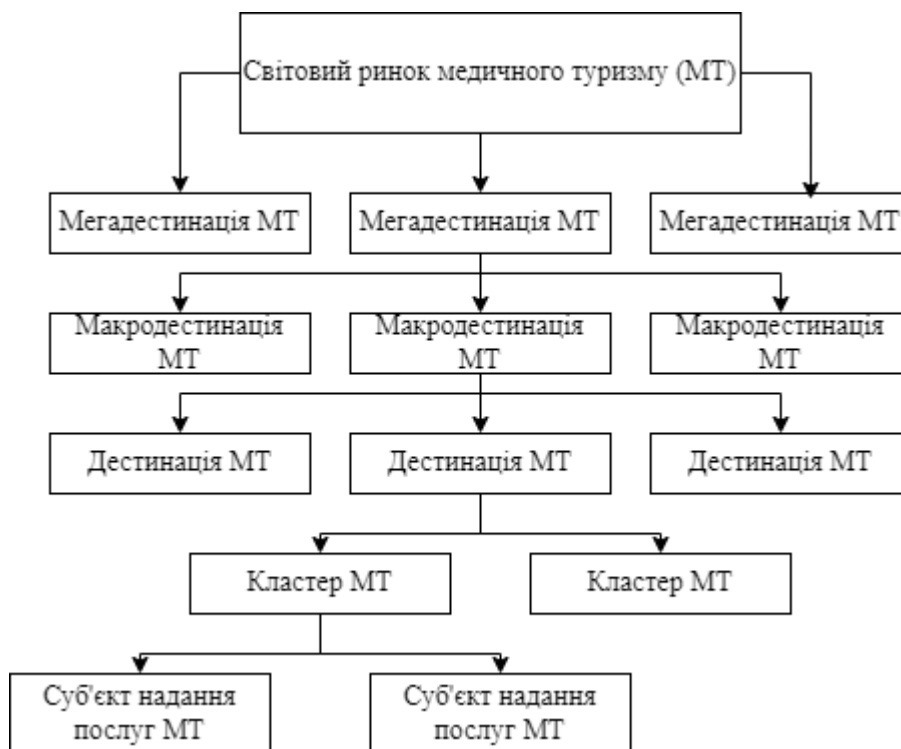 Світовий ринок медичного туризму (МТ)
Мегадестинація МТ
Мегадестинація МТ
Мегадестинація МТ
Макродестинація
МТ
Макродестинація
МТ
Макродестинація
МТ
Дестинація МТ
Дестинація МТ
Дестинація МТ
Кластер МТ
Кластер МТ
Суб'єкт надання
послуг МТ
Суб'єкт надання
послуг МТ